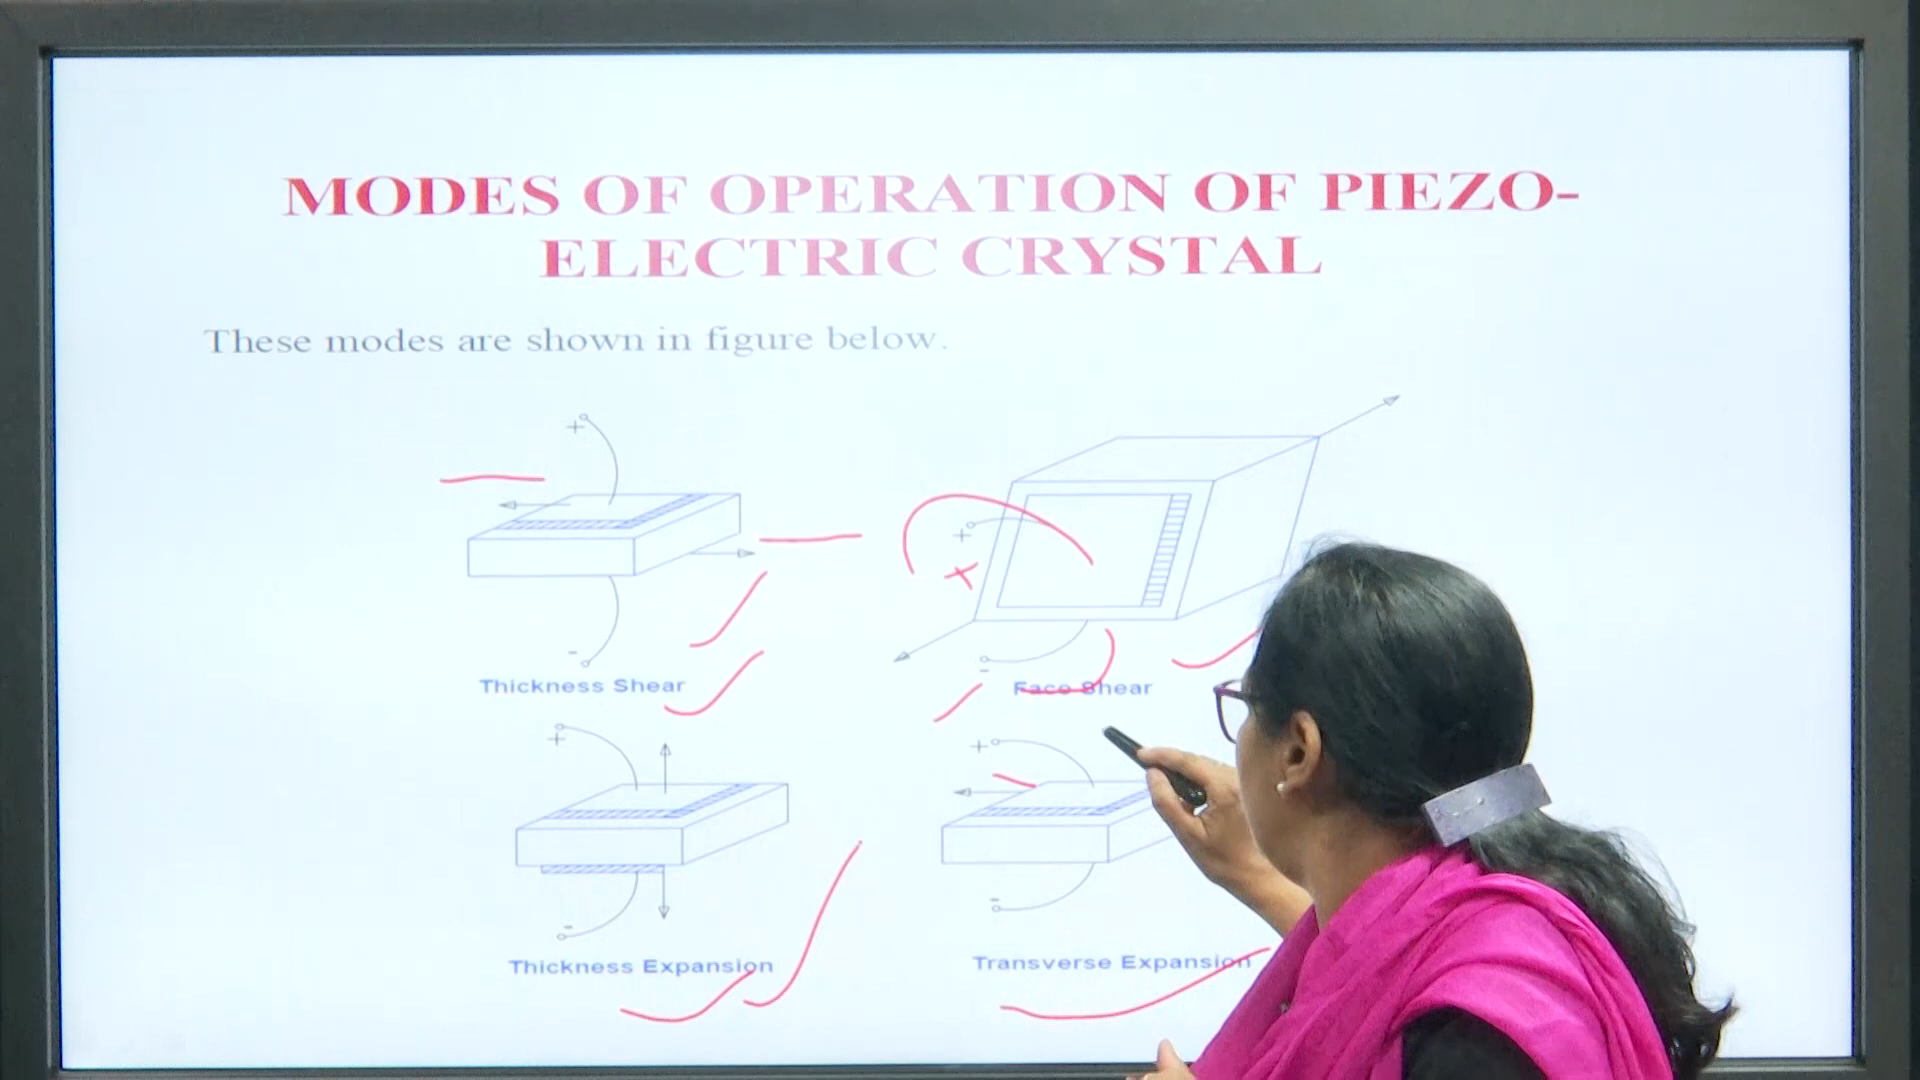 MODES OF OPERATION OF PIEZO-
ELECTRIC CRYSTAL
These modes are shown in figure below.
+
+
-
-
Thickness Shear
Face Shear
+
+
-
-
Thickness Expansion
Transverse Expansion